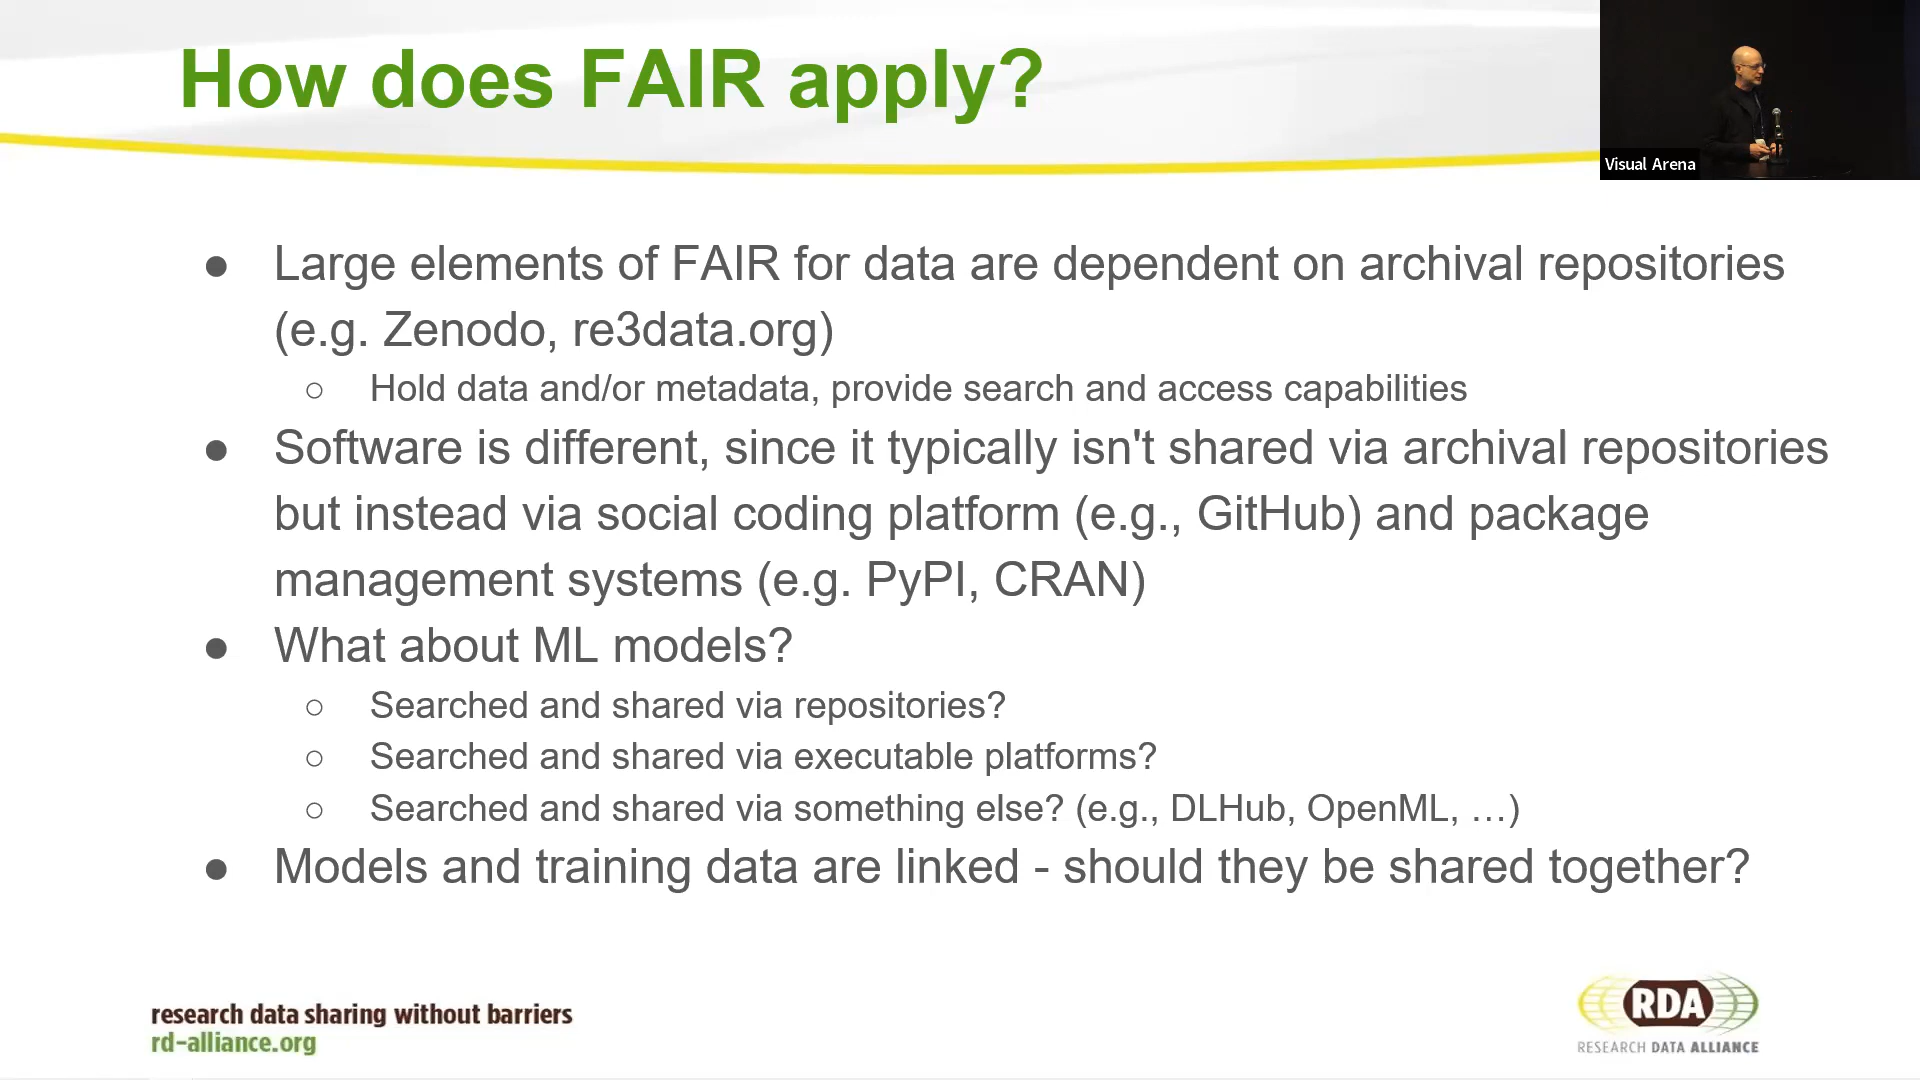 How does FAIR apply?
Visual Arena
● Large elements of FAIR for data are dependent on archival repositories
(e.g. Zenodo, re3data.org)
○ Hold data and/or metadata, provide search and access capabilities
● Software is different, since it typically isn't shared via archival repositories
but instead via social coding platform (e.g., GitHub) and package
management systems (e.g. PyPI, CRAN)
● What about ML models?
○ Searched and shared via repositories?
○ Searched and shared via executable platforms?
○ Searched and shared via something else? (e.g., DLHub, OpenML, …)
● Models and training data are linked - should they be shared together?
research data sharing without barriers
rd-alliance.org
RDA
RESEARCH DATA ALLIANCE